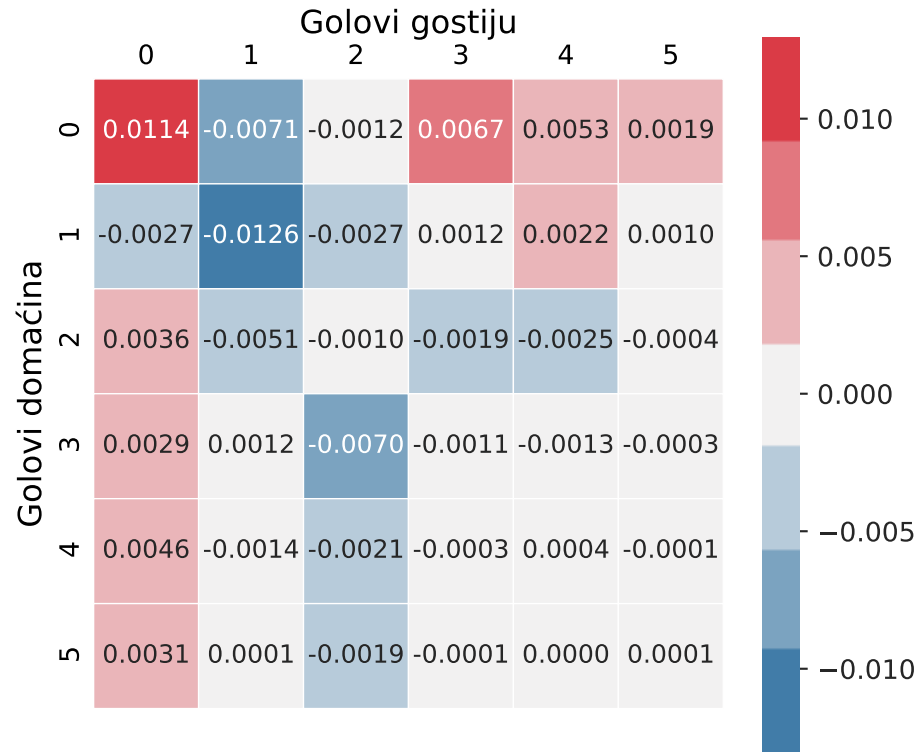 Golovi gostiju
0 1 2 3 4 5
Golovi domaćina
0 0.0114 -0.0071 -0.0012 0.0067 0.0053 0.0019
1 -0.0027 -0.0126 -0.0027 0.0012 0.0022 0.0010
2 0.0036 -0.0051 -0.0010 -0.0019 -0.0025 -0.0004
3 0.0029 0.0012 -0.0070 -0.0011 -0.0013 -0.0003
4 0.0046 -0.0014 -0.0021 -0.0003 0.0004 -0.0001
5 0.0031 0.0001 -0.0019 -0.0001 0.0000 0.0001
0.010
0.005
0.000
−0.005
−0.010